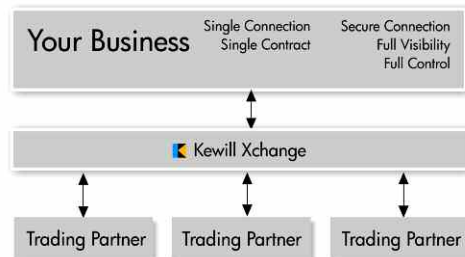 Your Business
Single Connection
Single Contract
Secure Connection
Full Visibility
Full Control
Kewill Xchange
Trading Partner
Trading Partner
Trading Partner